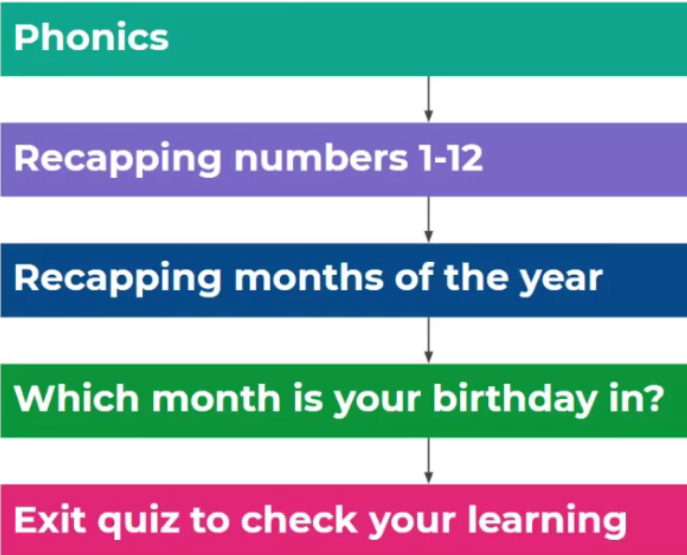 Phonics
Recapping numbers 1-12
Recapping months of the year
Which month is your birthday in?
Exit quiz to check your learning